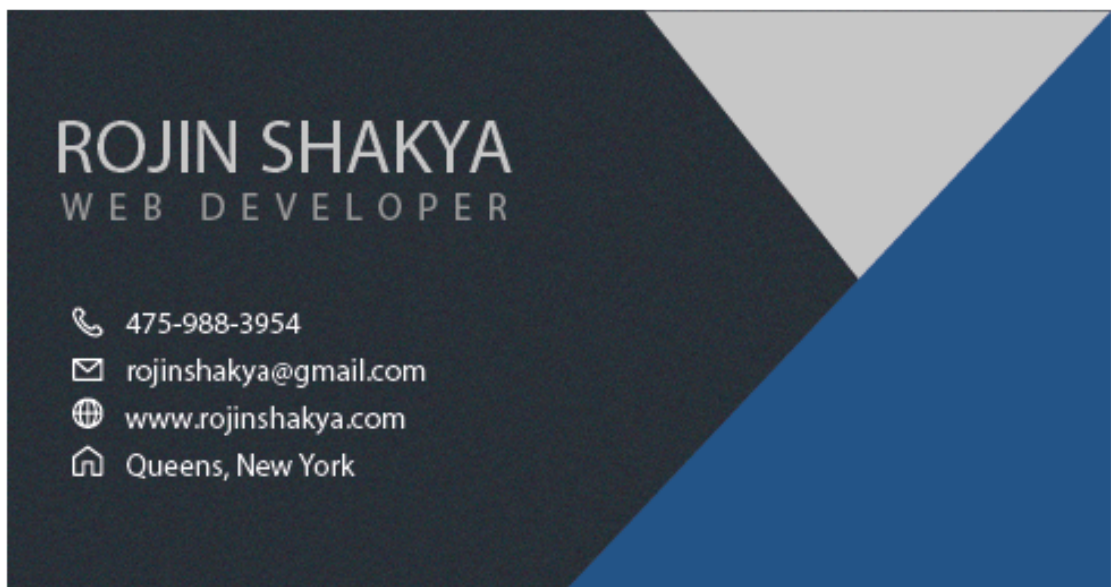 ROJIN SHAKYA
WEB DEVELOPER
475-988-3954
rojinshakya@gmail.com
www.rojinshakya.com
Queens, New York